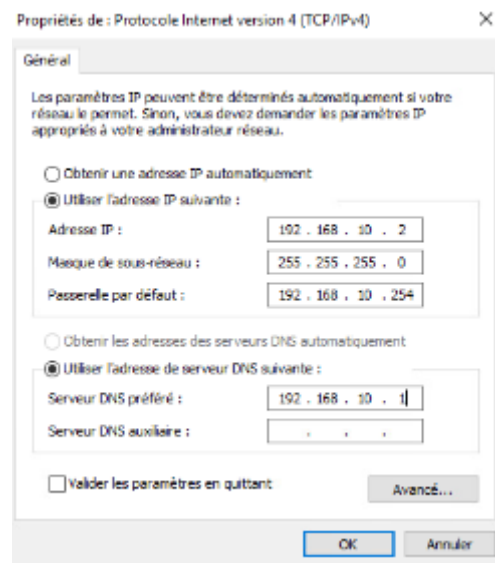 Propriétés de : Protocole Internet version 4 (TCP/IPv4)
Général
Les paramètres IP peuvent être déterminés automatiquement si votre
réseau le permet. Sinon, vous devez demander les paramètres IP
appropriés à votre administrateur réseau.
Obtenir une adresse IP automatiquement
Utiliser l'adresse IP suivante :
Adresse IP : 192 . 168 . 10 . 2
Masque de sous-réseau : 255 . 255 . 255 . 0
Passerelle par défaut : 192 . 168 . 10 . 254
Obtenir les adresses des serveurs DNS automatiquement
Utiliser l'adresse de serveur DNS suivante :
Serveur DNS préféré : 192 . 168 . 10 . 1
Serveur DNS auxiliaire : . . .
Valider les paramètres en quittant
Avancé...
OK Annuler